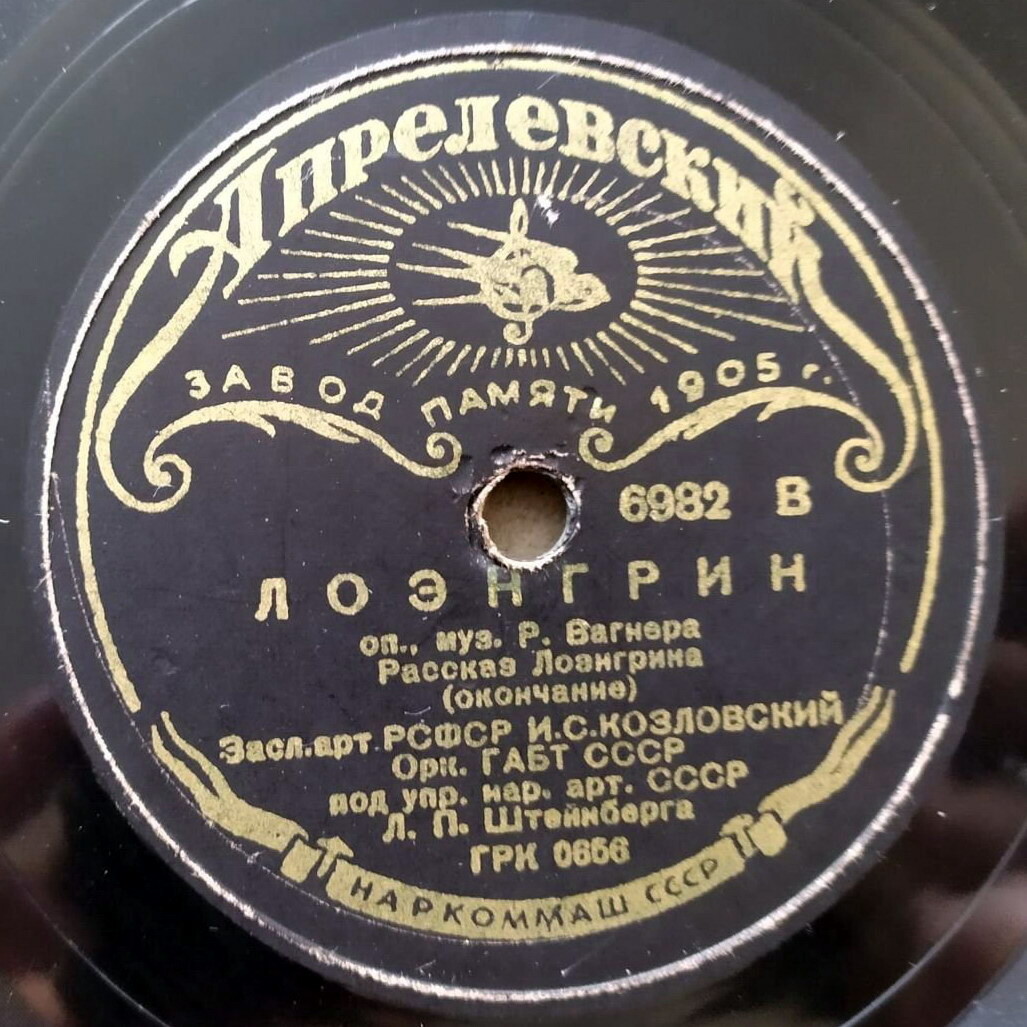 Апрелевский
ЗАВОД ПАМЯТИ 1905 г.
6982 В
ЛОЭНГРИН
оп., муз. Р. Вагнера
Рассказ Лоэнгрина
(окончание)
Засл.арт.РСФСР И.С.КОЗЛОВСКИЙ
Орк. ГАБТ СССР
под упр. нар. арт. СССР
Л. П. Штейнберга
ГРК 0656
НАРКОММАШ СССР